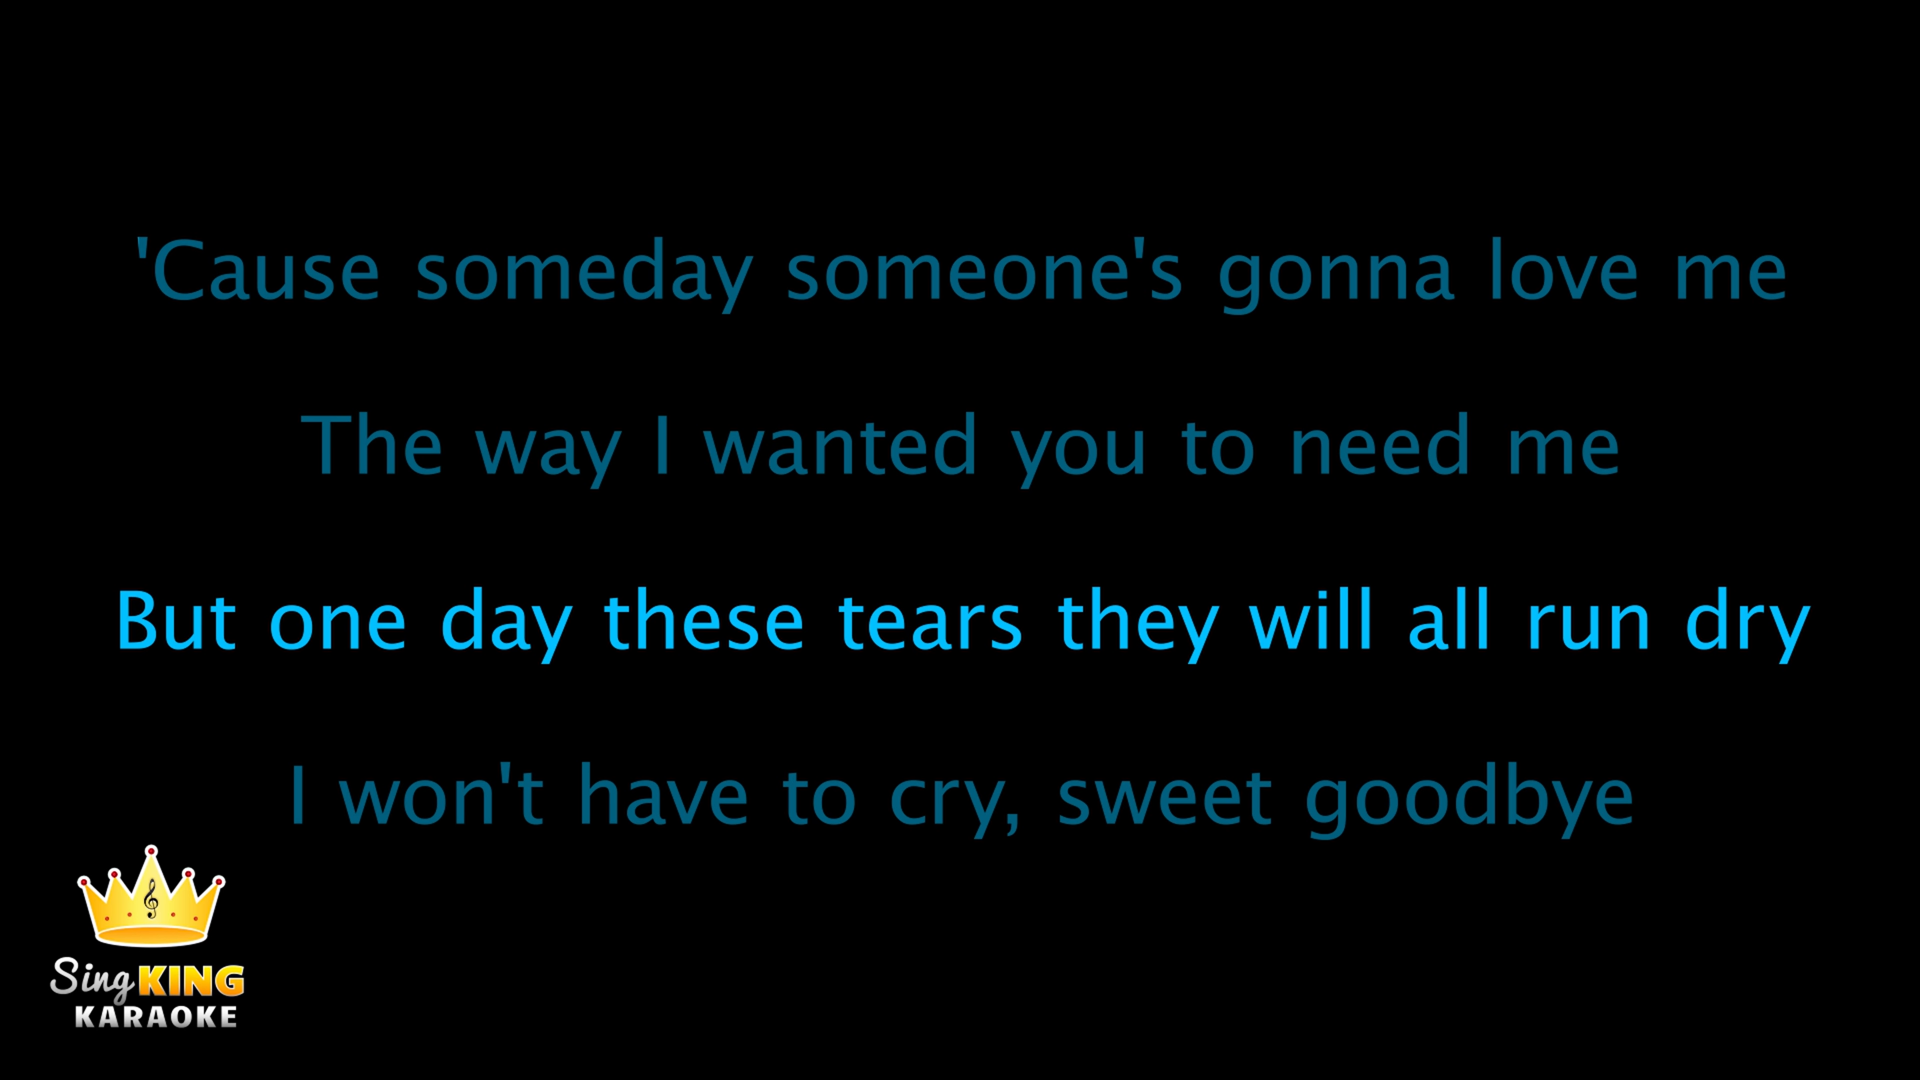 'Cause someday someone's gonna love me
The way I wanted you to need me
But one day these tears they will all run dry
I won't have to cry, sweet goodbye
Sing KING
KARAOKE